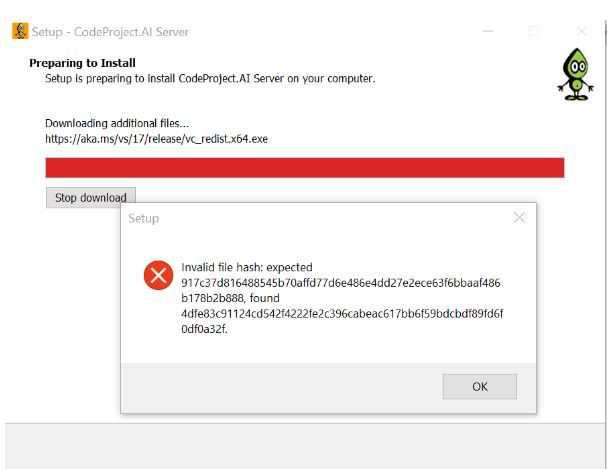 Setup - CodeProject.AI Server
Preparing to Install
Setup is preparing to install CodeProject.AI Server on your computer.
Downloading additional files...
https://aka.ms/vs/17/release/vc_redist.x64.exe
Stop download
Setup
Invalid file hash: expected
917c37d816488545b70affd77d6e486e4dd27e2ece63f6bbaaf486
b178b2b888, found
4dfe83c91124cd542f4222fe2c396cabeac617bb6f59bdcbdf89fd6f
0df0a32f.
OK